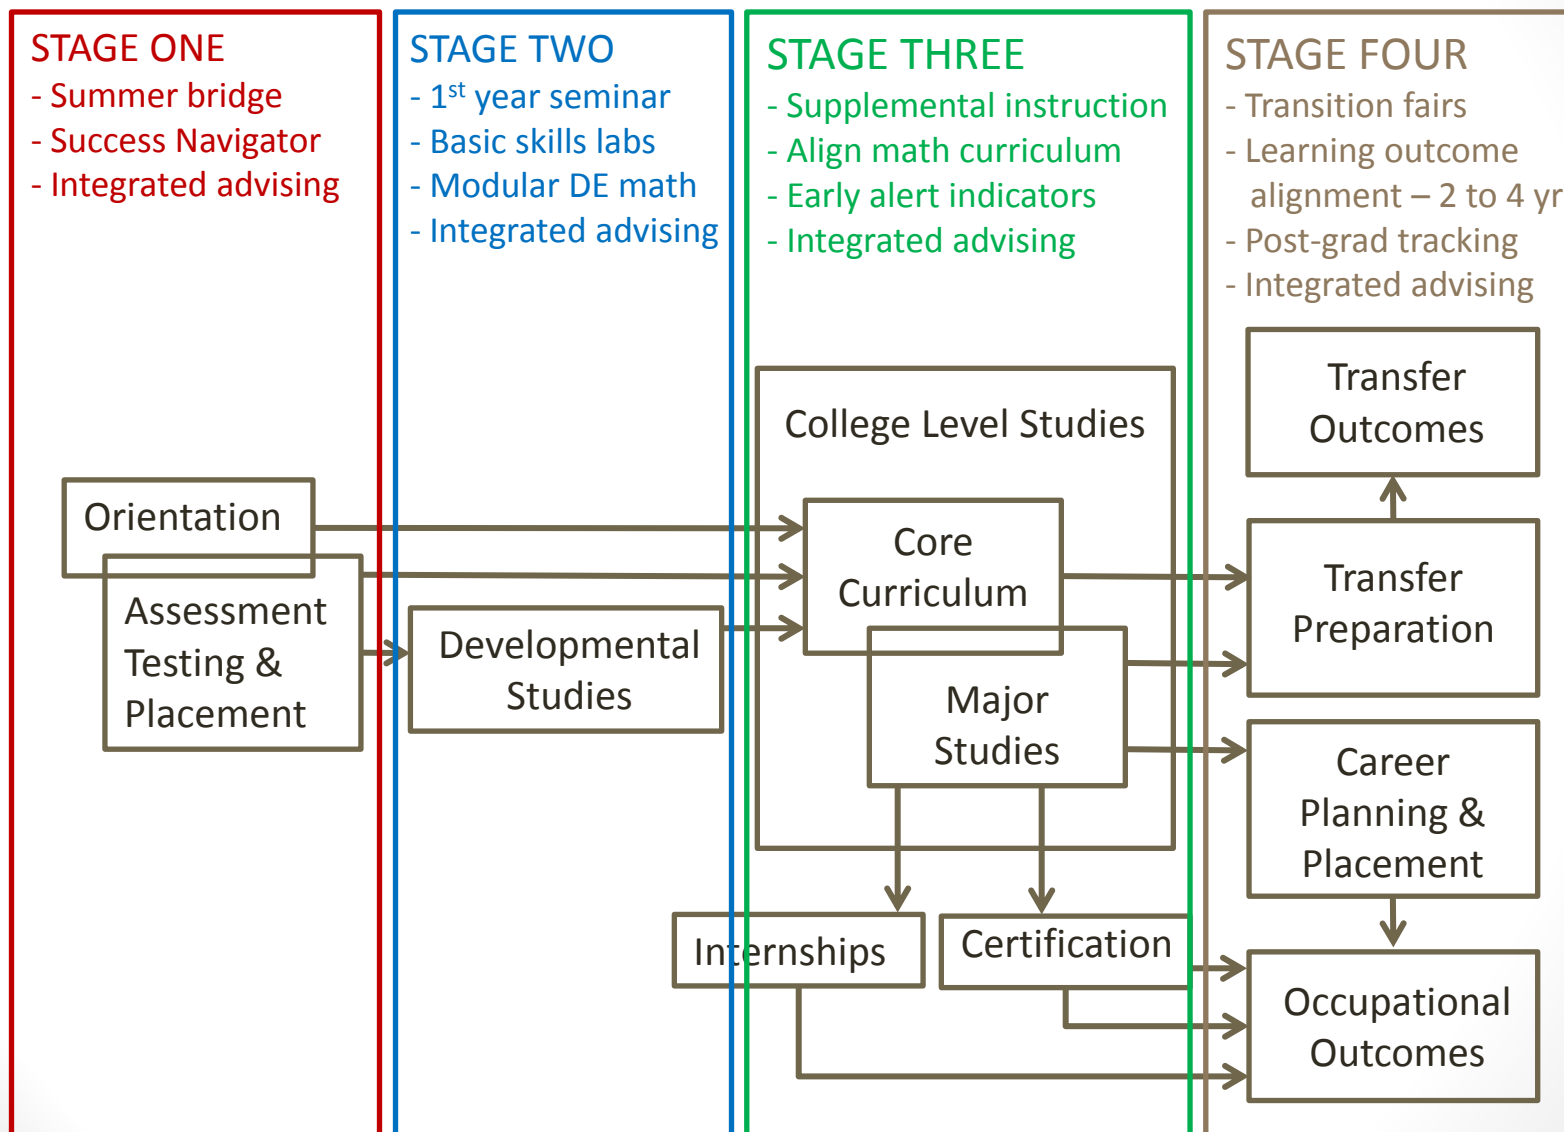 STAGE ONE
- Summer bridge
- Success Navigator
- Integrated advising
STAGE TWO
- 1st year seminar
- Basic skills labs
- Modular DE math
- Integrated advising
STAGE THREE
- Supplemental instruction
- Align math curriculum
- Early alert indicators
- Integrated advising
STAGE FOUR
- Transition fairs
- Learning outcome
alignment – 2 to 4 yr
- Post-grad tracking
- Integrated advising
Orientation
Assessment
Testing &
Placement
Developmental
Studies
College Level Studies
Core
Curriculum
Major
Studies
Internships
Certification
Transfer
Outcomes
Transfer
Preparation
Career
Planning &
Placement
Occupational
Outcomes